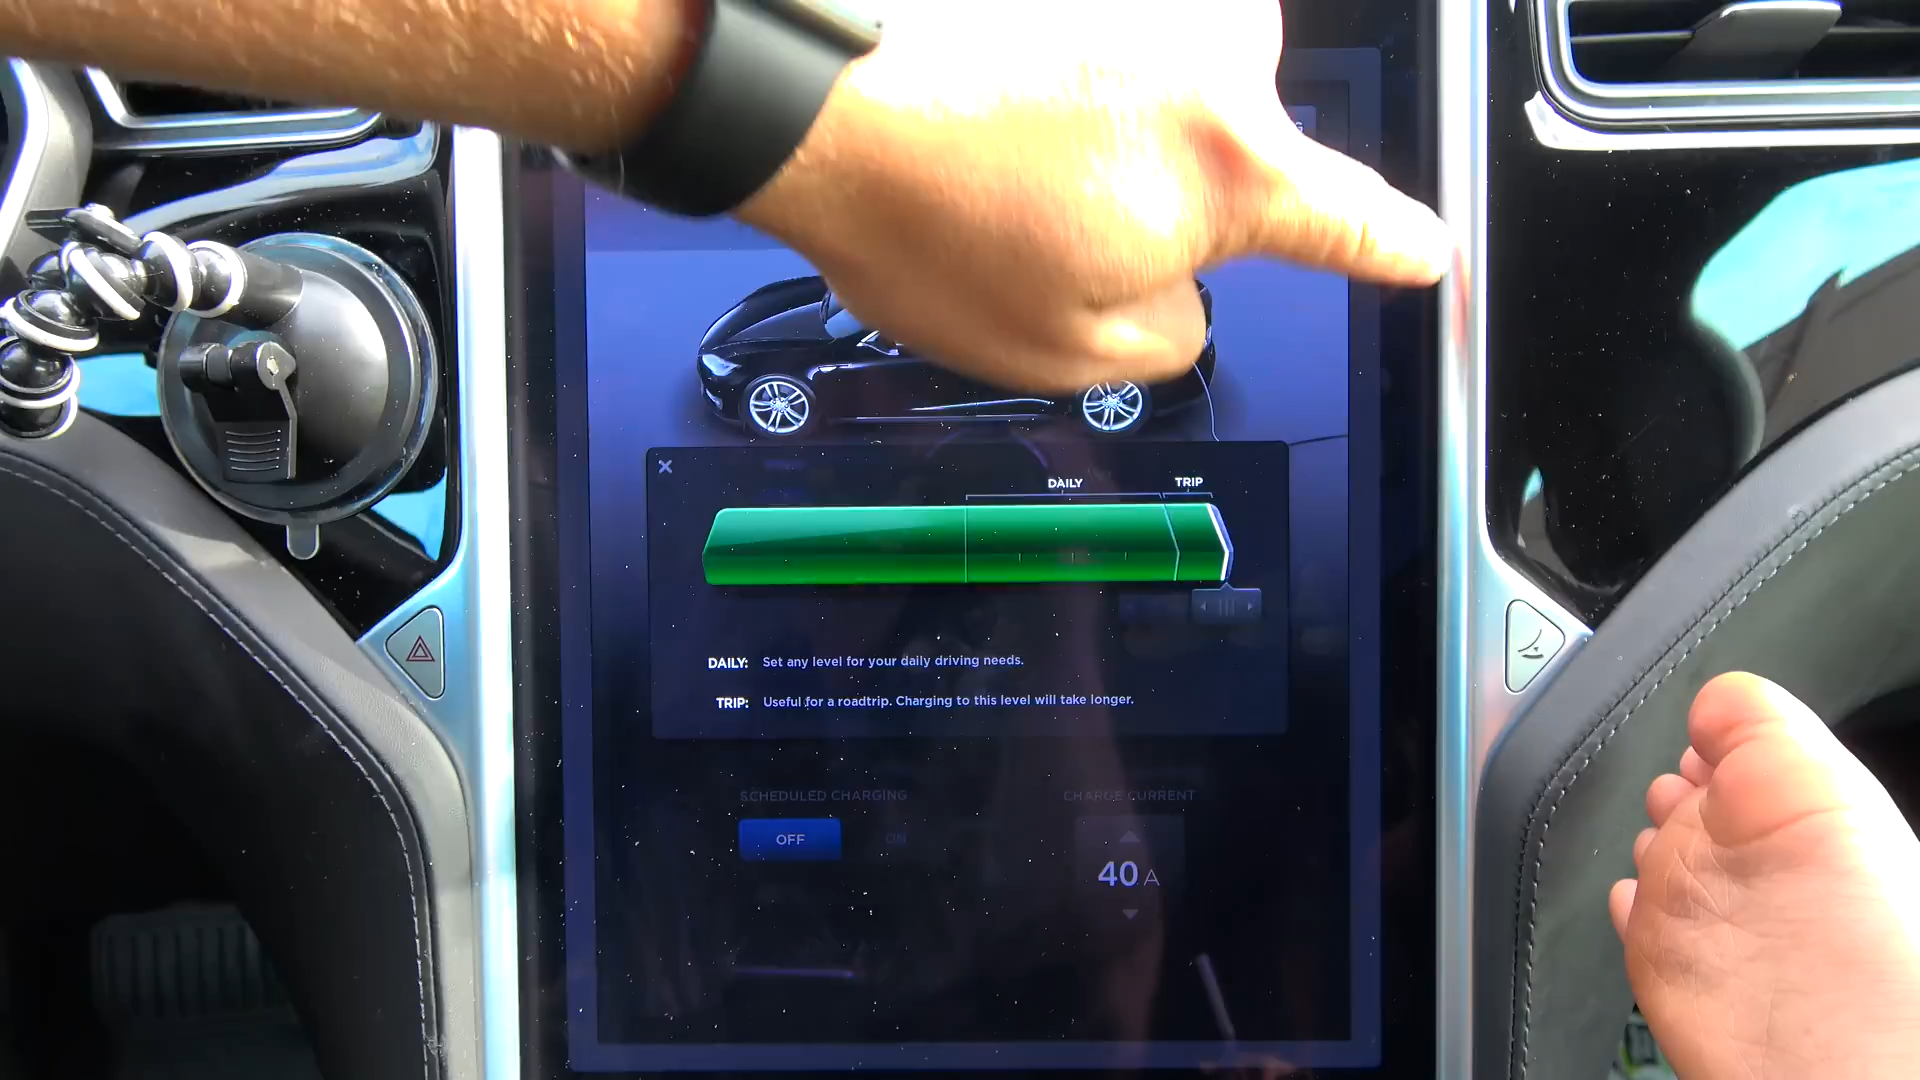 DAILY TRIP
DAILY: Set any level for your daily driving needs.
TRIP: Useful for a roadtrip. Charging to this level will take longer.
SCHEDULED CHARGING CHARGE CURRENT
OFF ON
40 A